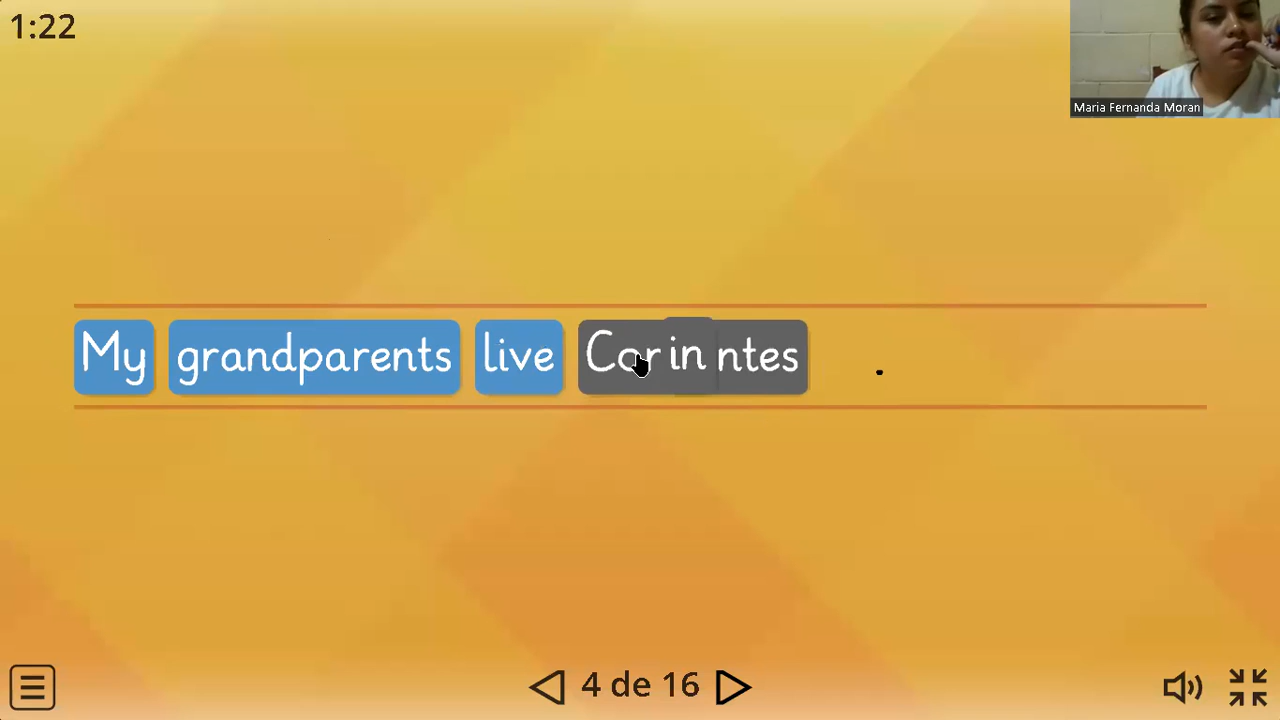 1:22
Maria Fernanda Moran
My grandparents live Cor in ntes .
4 de 16